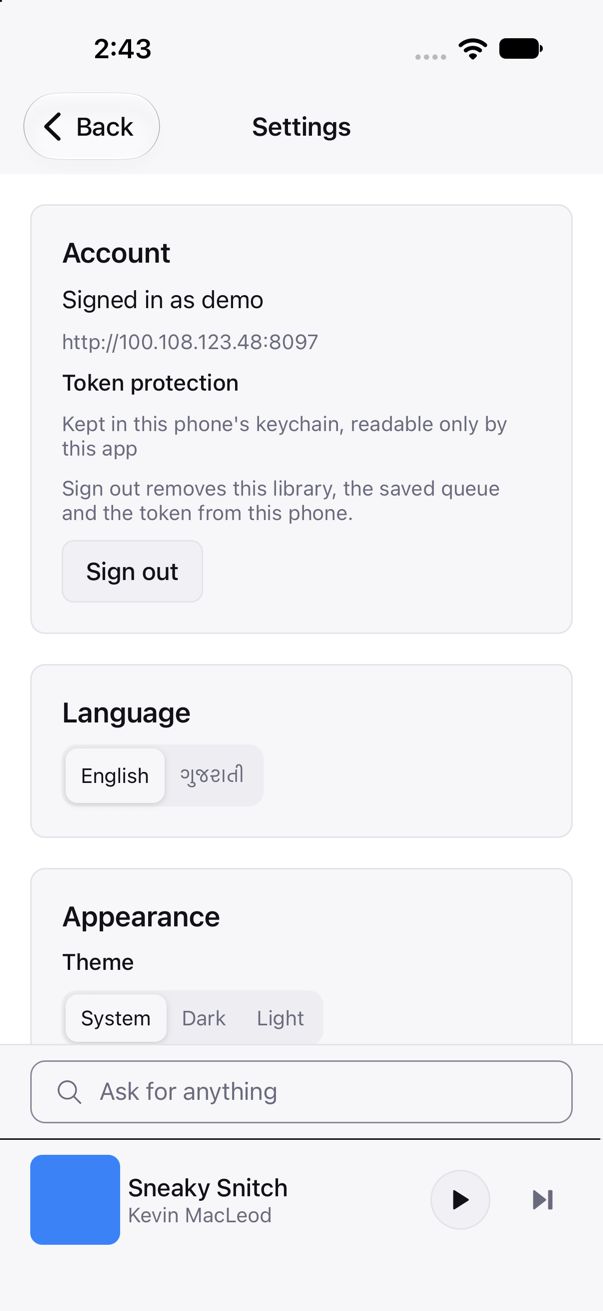 2:43
Back
Settings
Account
Signed in as demo
http://100.108.123.48:8097
Token protection
Kept in this phone's keychain, readable only by
this app
Sign out removes this library, the saved queue
and the token from this phone.
Sign out
Language
English ગુજરાતી
Appearance
Theme
System Dark Light
Ask for anything
Sneaky Snitch
Kevin MacLeod